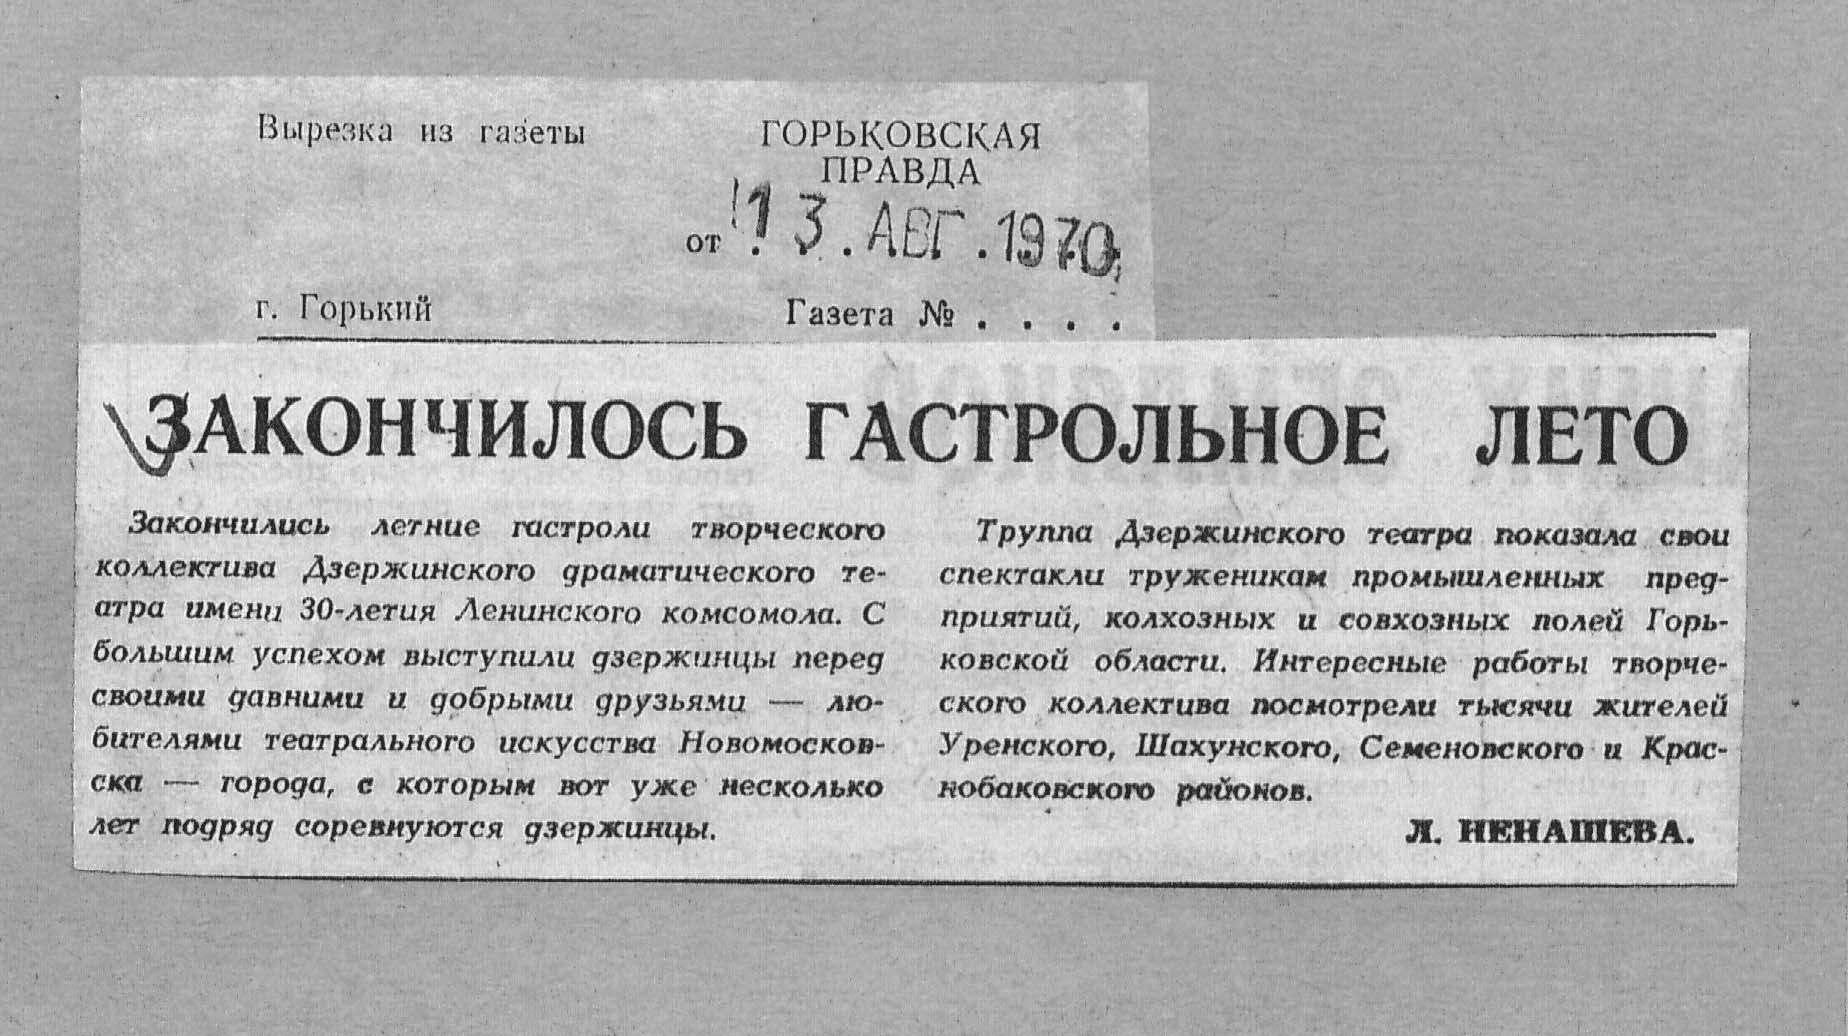 Вырезка из газеты
ГОРЬКОВСКАЯ
ПРАВДА
от 13. АВГ. 1970
г. Горький
Газета № . . . .
ЗАКОНЧИЛОСЬ ГАСТРОЛЬНОЕ ЛЕТО
Закончились летние гастроли творческого
коллектива Дзержинского драматического те-
атра имени 30-летия Ленинского комсомола. С
большим успехом выступили дзержинцы перед
своими давними и добрыми друзьями — лю-
бителями театрального искусства Новомосков-
ска — города, с которым вот уже несколько
лет подряд соревнуются дзержинцы.
Труппа Дзержинского театра показала свои
спектакли труженикам промышленных пред-
приятий, колхозных и совхозных полей Горь-
ковской области. Интересные работы творче-
ского коллектива посмотрели тысячи жителей
Уренского, Шахунского, Семеновского и Крас-
нобаковского районов.
Л. НЕНАШЕВА.